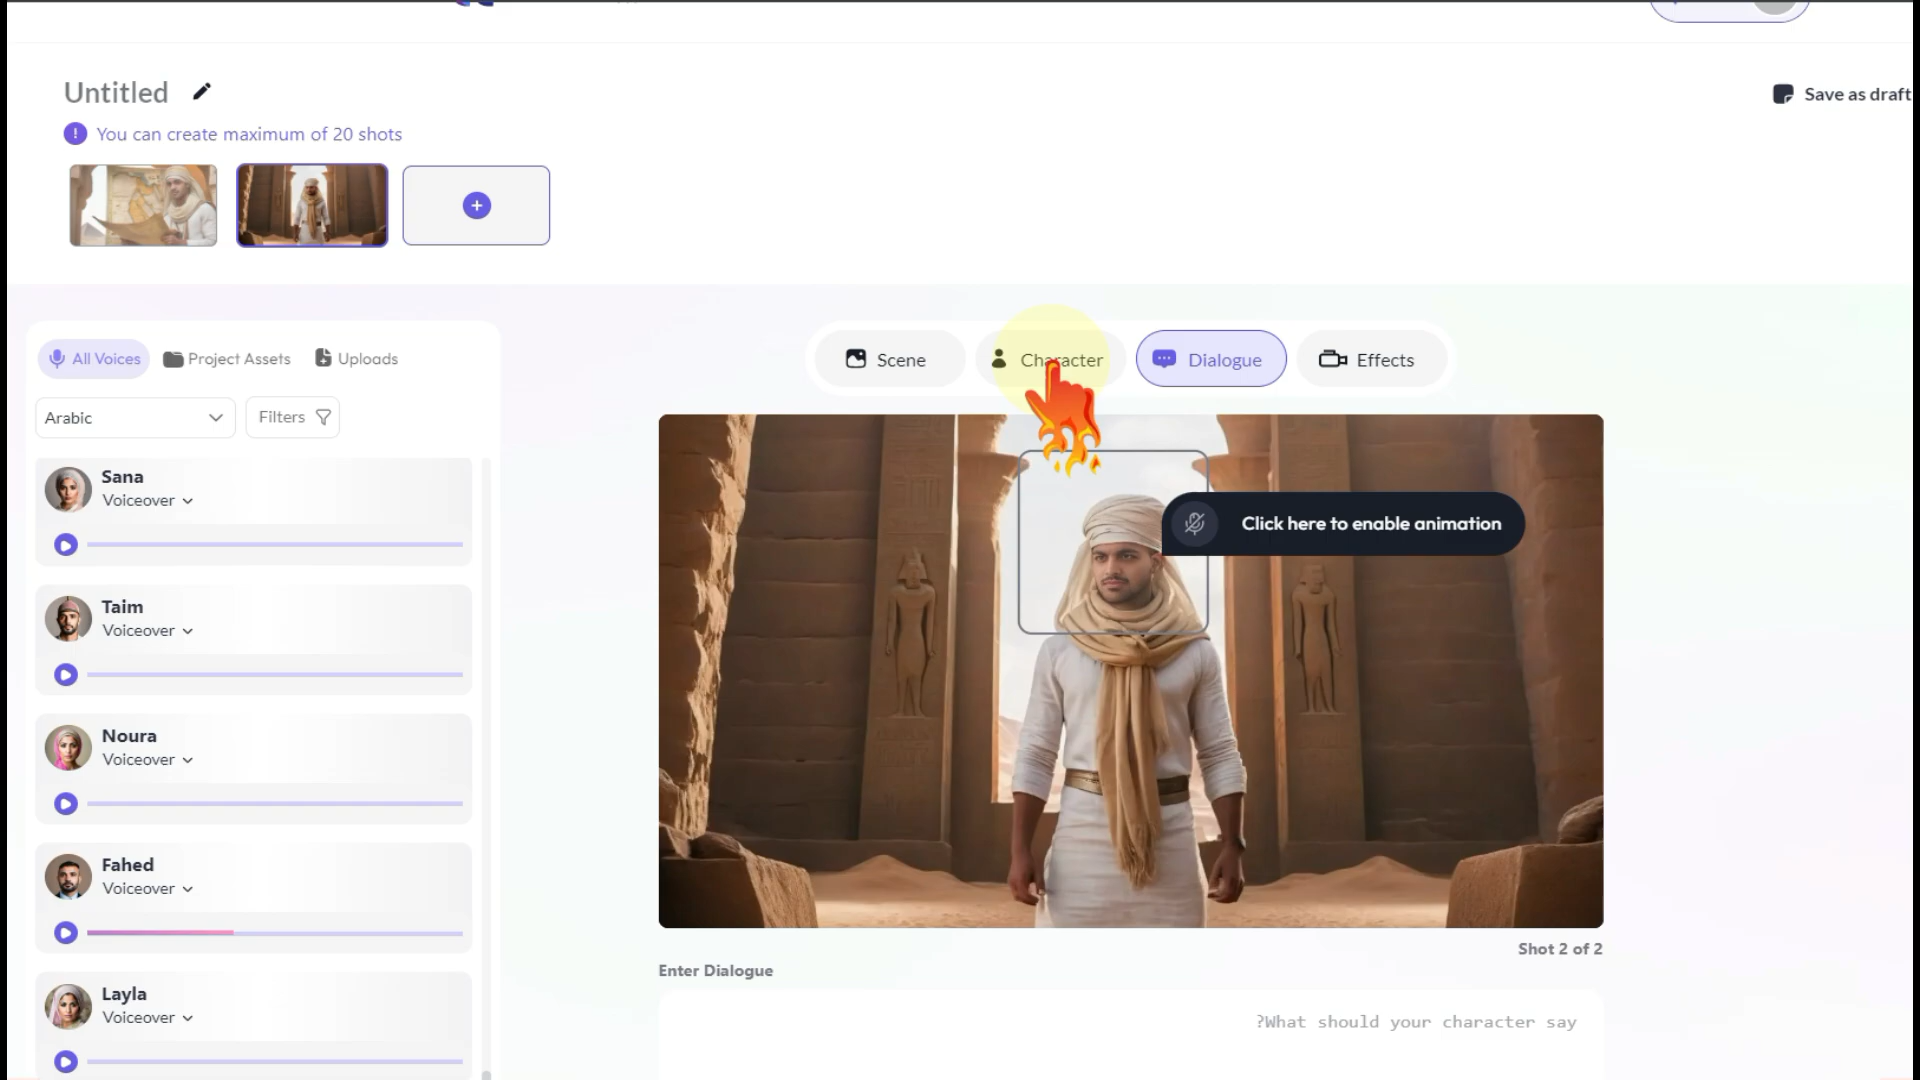 Untitled
Save as draft
! You can create maximum of 20 shots
All Voices Project Assets Uploads
Scene Character Dialogue Effects
Arabic
Filters
Sana
Voiceover
Taim
Voiceover
Noura
Voiceover
Fahed
Voiceover
Layla
Voiceover
Click here to enable animation
Shot 2 of 2
Enter Dialogue
?What should your character say